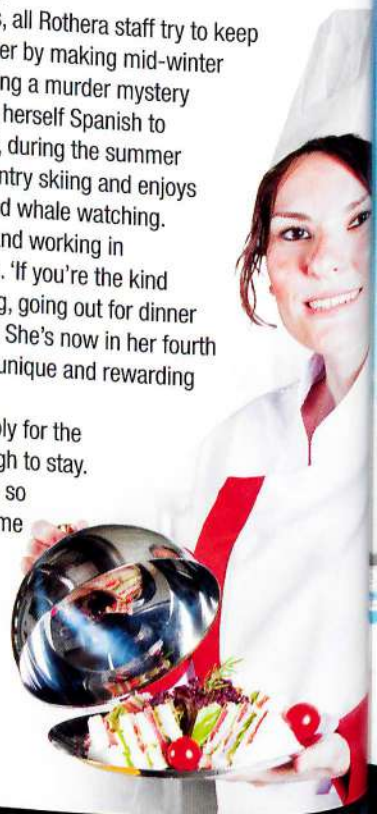 , all Rothera staff try to keep
er by making mid-winter
ng a murder mystery
herself Spanish to
, during the summer
ntry skiing and enjoys
d whale watching.
nd working in
. 'If you're the kind
g, going out for dinner
She's now in her fourth
unique and rewarding
ly for the
gh to stay.
so
me